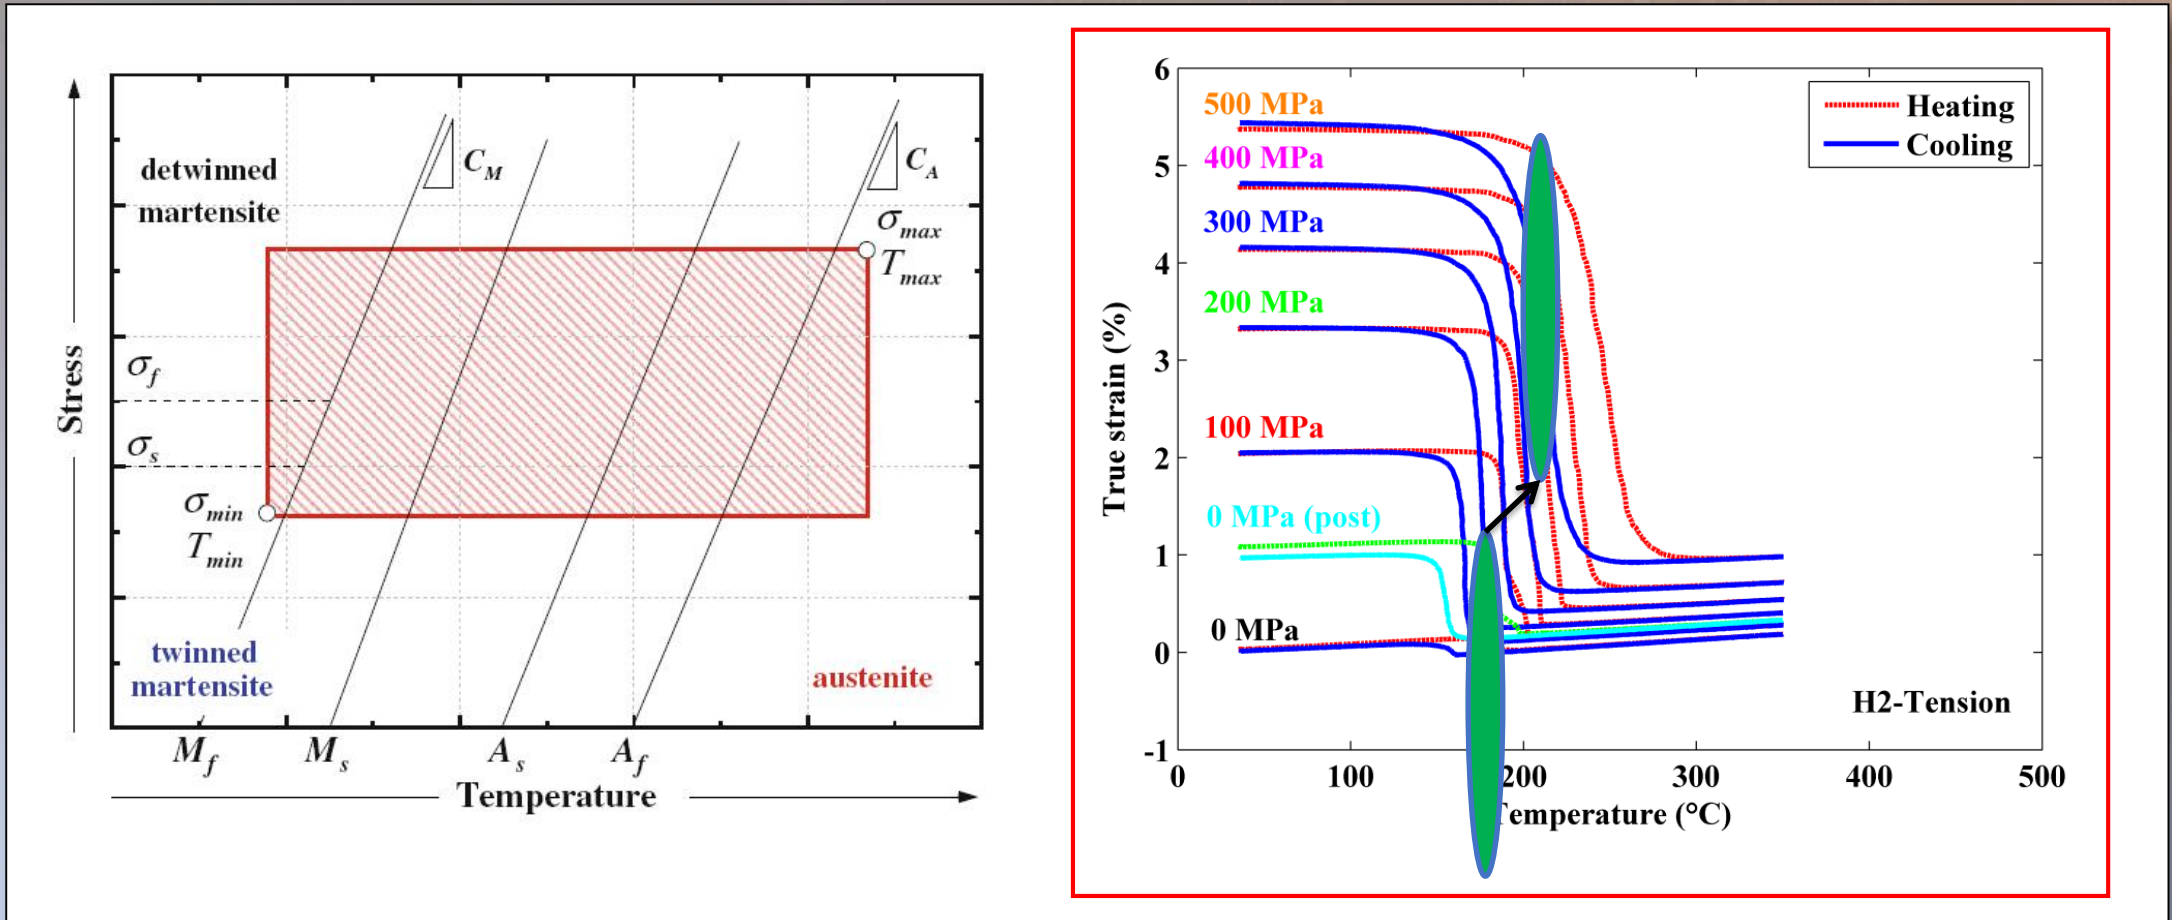 detwinned
martensite
C_M
C_A
σ_max
T_max
σ_f
σ_s
σ_min
T_min
twinned
martensite
austenite
Stress
M_f
M_s
A_s
A_f
Temperature
6
5
4
3
2
1
0
-1
True strain (%)
500 MPa
400 MPa
300 MPa
200 MPa
100 MPa
0 MPa (post)
0 MPa
Heating
Cooling
H2-Tension
0
100
200
300
400
500
Temperature (°C)